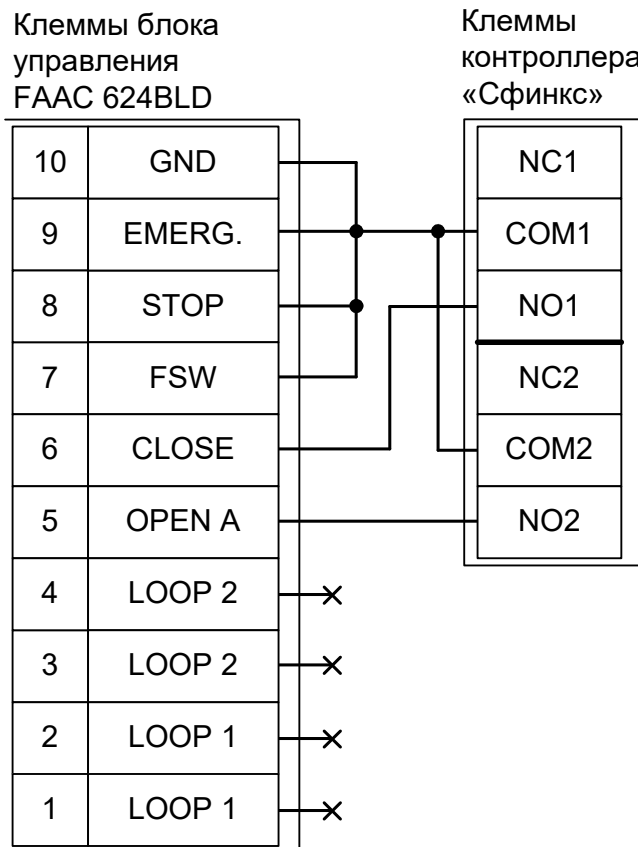 Клеммы блока
управления
FAAC 624BLD
Клеммы
контроллера
«Сфинкс»
10 GND
9 EMERG.
8 STOP
7 FSW
6 CLOSE
5 OPEN A
4 LOOP 2
3 LOOP 2
2 LOOP 1
1 LOOP 1
NC1
COM1
NO1
NC2
COM2
NO2